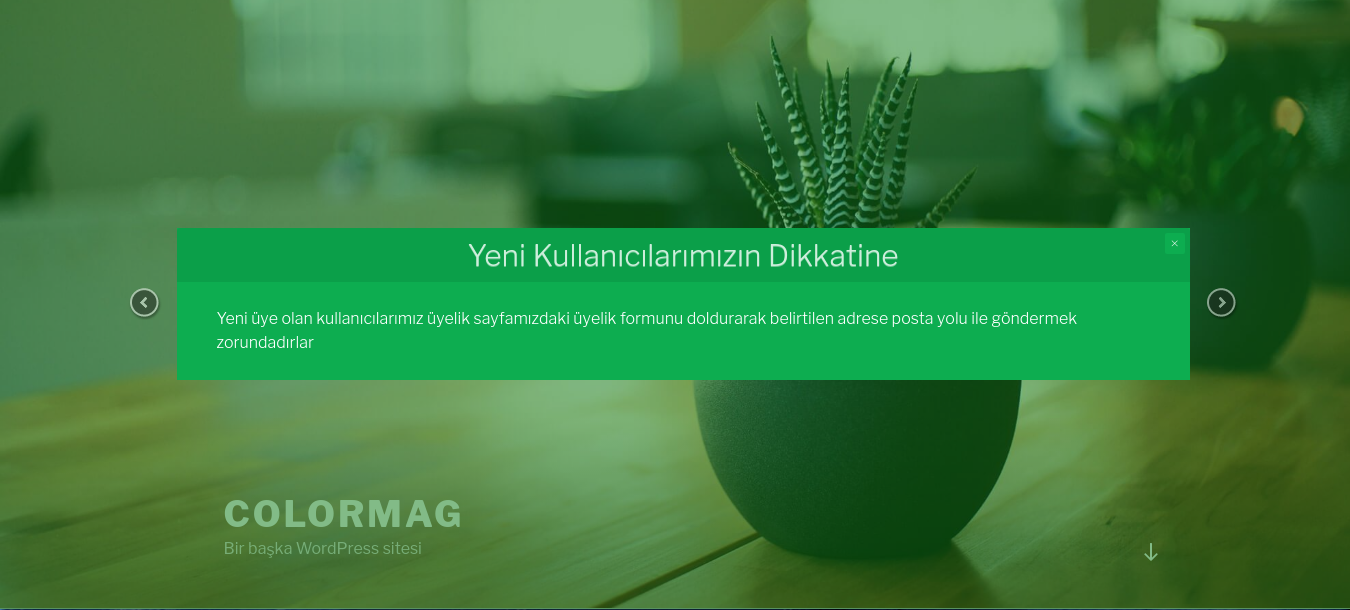 Yeni Kullanıcılarımızın Dikkatine
×
Yeni üye olan kullanıcılarımız üyelik sayfamızdaki üyelik formunu doldurarak belirtilen adrese posta yolu ile göndermek
zorundadırlar
COLORMAG
Bir başka WordPress sitesi